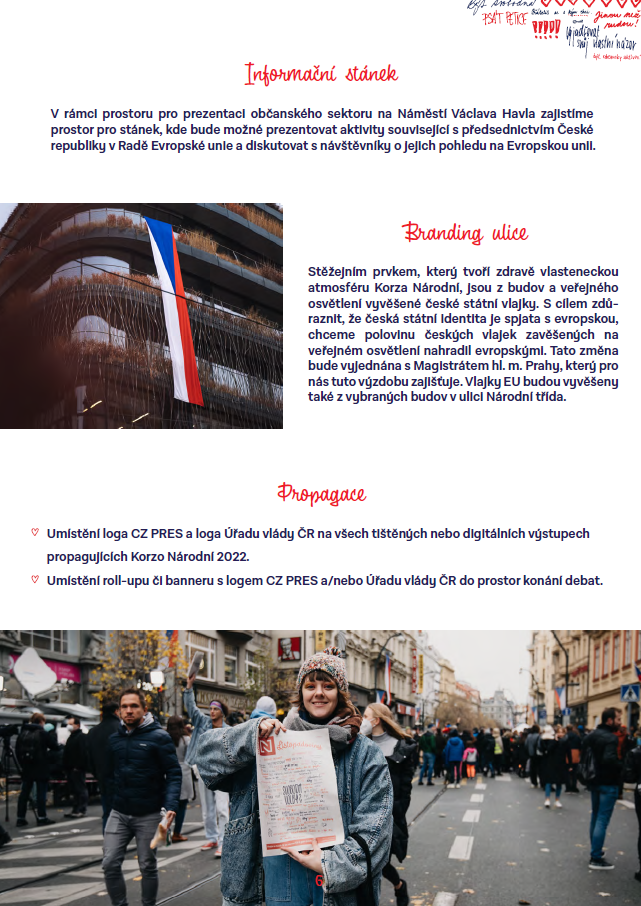 být svobodná
PSÁT PETICE
Jinou než
nudou!
Vyjadřovat
svůj vlastní názor
být občansky aktivní
Informační stánek
V rámci prostoru pro prezentaci občanského sektoru na Náměstí Václava Havla zajistíme
prostor pro stánek, kde bude možné prezentovat aktivity související s předsednictvím České
republiky v Radě Evropské unie a diskutovat s návštěvníky o jejich pohledu na Evropskou unii.
Branding ulice
Stěžejním prvkem, který tvoří zdravě vlasteneckou
atmosféru Korza Národní, jsou z budov a veřejného
osvětlení vyvěšené české státní vlajky. S cílem zdů-
raznit, že česká státní identita je spjata s evropskou,
chceme polovinu českých vlajek zavěšených na
veřejném osvětlení nahradit evropskými. Tato změna
bude vyjednána s Magistrátem hl. m. Prahy, který pro
nás tuto výzdobu zajišťuje. Vlajky EU budou vyvěšeny
také z vybraných budov v ulici Národní třída.
Propagace
Umístění loga CZ PRES a loga Úřadu vlády ČR na všech tištěných nebo digitálních výstupech
propagujících Korzo Národní 2022.
Umístění roll-upu či banneru s logem CZ PRES a/nebo Úřadu vlády ČR do prostor konání debat.
KFC
N
6